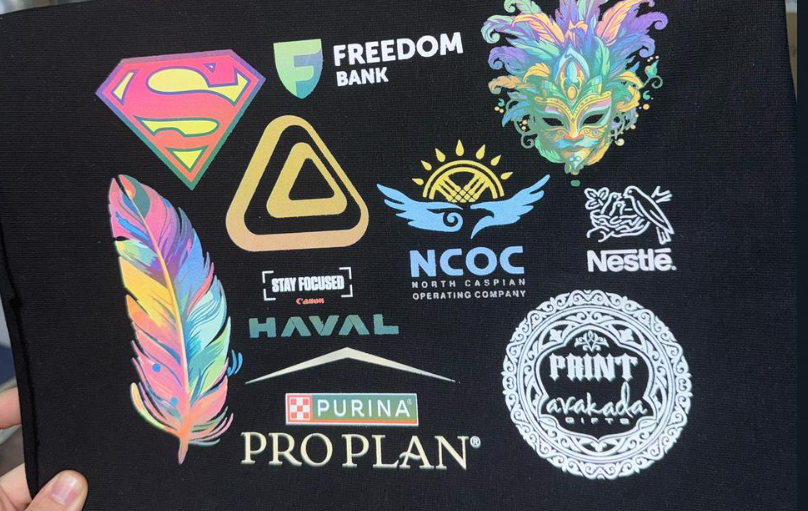 S
F
FREEDOM
BANK
NCOC
NORTH CASPIAN
OPERATING COMPANY
Nestlé®
STAY FOCUSED
Canon
HAVAL
PURINA®
PRO PLAN®
PRINT
avakada
GIFTS